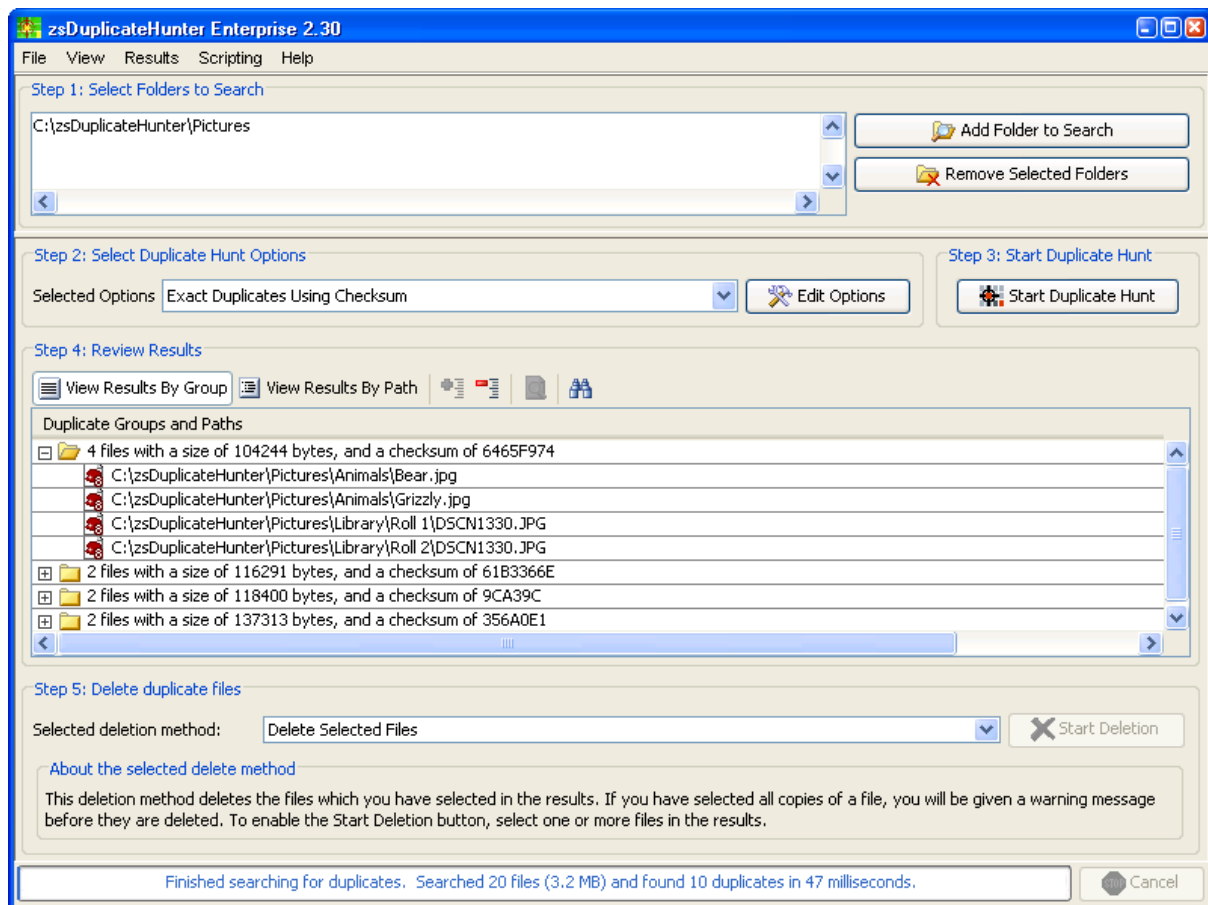 zsDuplicateHunter Enterprise 2.30
File View Results Scripting Help
Step 1: Select Folders to Search
C:\zsDuplicateHunter\Pictures
Add Folder to Search
Remove Selected Folders
Step 2: Select Duplicate Hunt Options
Step 3: Start Duplicate Hunt
Selected Options Exact Duplicates Using Checksum Edit Options
Start Duplicate Hunt
Step 4: Review Results
View Results By Group View Results By Path
Duplicate Groups and Paths
4 files with a size of 104244 bytes, and a checksum of 6465F974
C:\zsDuplicateHunter\Pictures\Animals\Bear.jpg
C:\zsDuplicateHunter\Pictures\Animals\Grizzly.jpg
C:\zsDuplicateHunter\Pictures\Library\Roll 1\DSCN1330.JPG
C:\zsDuplicateHunter\Pictures\Library\Roll 2\DSCN1330.JPG
2 files with a size of 116291 bytes, and a checksum of 61B3366E
2 files with a size of 118400 bytes, and a checksum of 9CA39C
2 files with a size of 137313 bytes, and a checksum of 356A0E1
Step 5: Delete duplicate files
Selected deletion method: Delete Selected Files Start Deletion
About the selected delete method
This deletion method deletes the files which you have selected in the results. If you have selected all copies of a file, you will be given a warning message
before they are deleted. To enable the Start Deletion button, select one or more files in the results.
Finished searching for duplicates. Searched 20 files (3.2 MB) and found 10 duplicates in 47 milliseconds.
STOP Cancel